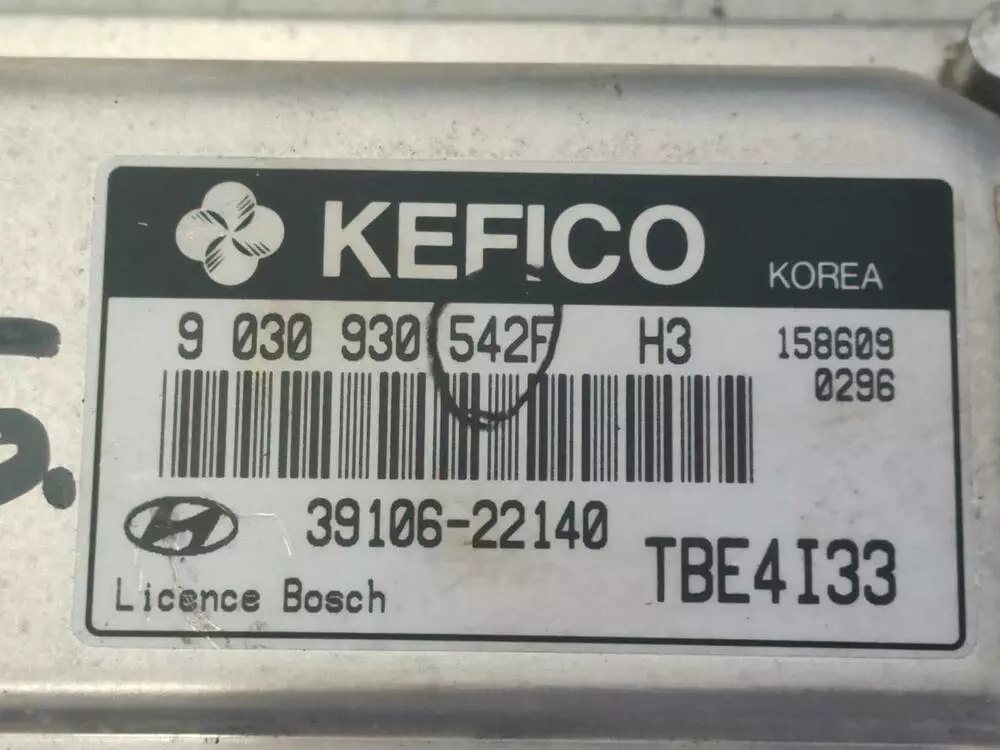 KEFICO KOREA
9 030 930 542F H3 158609
0296
39106-22140
TBE4I33
Licence Bosch